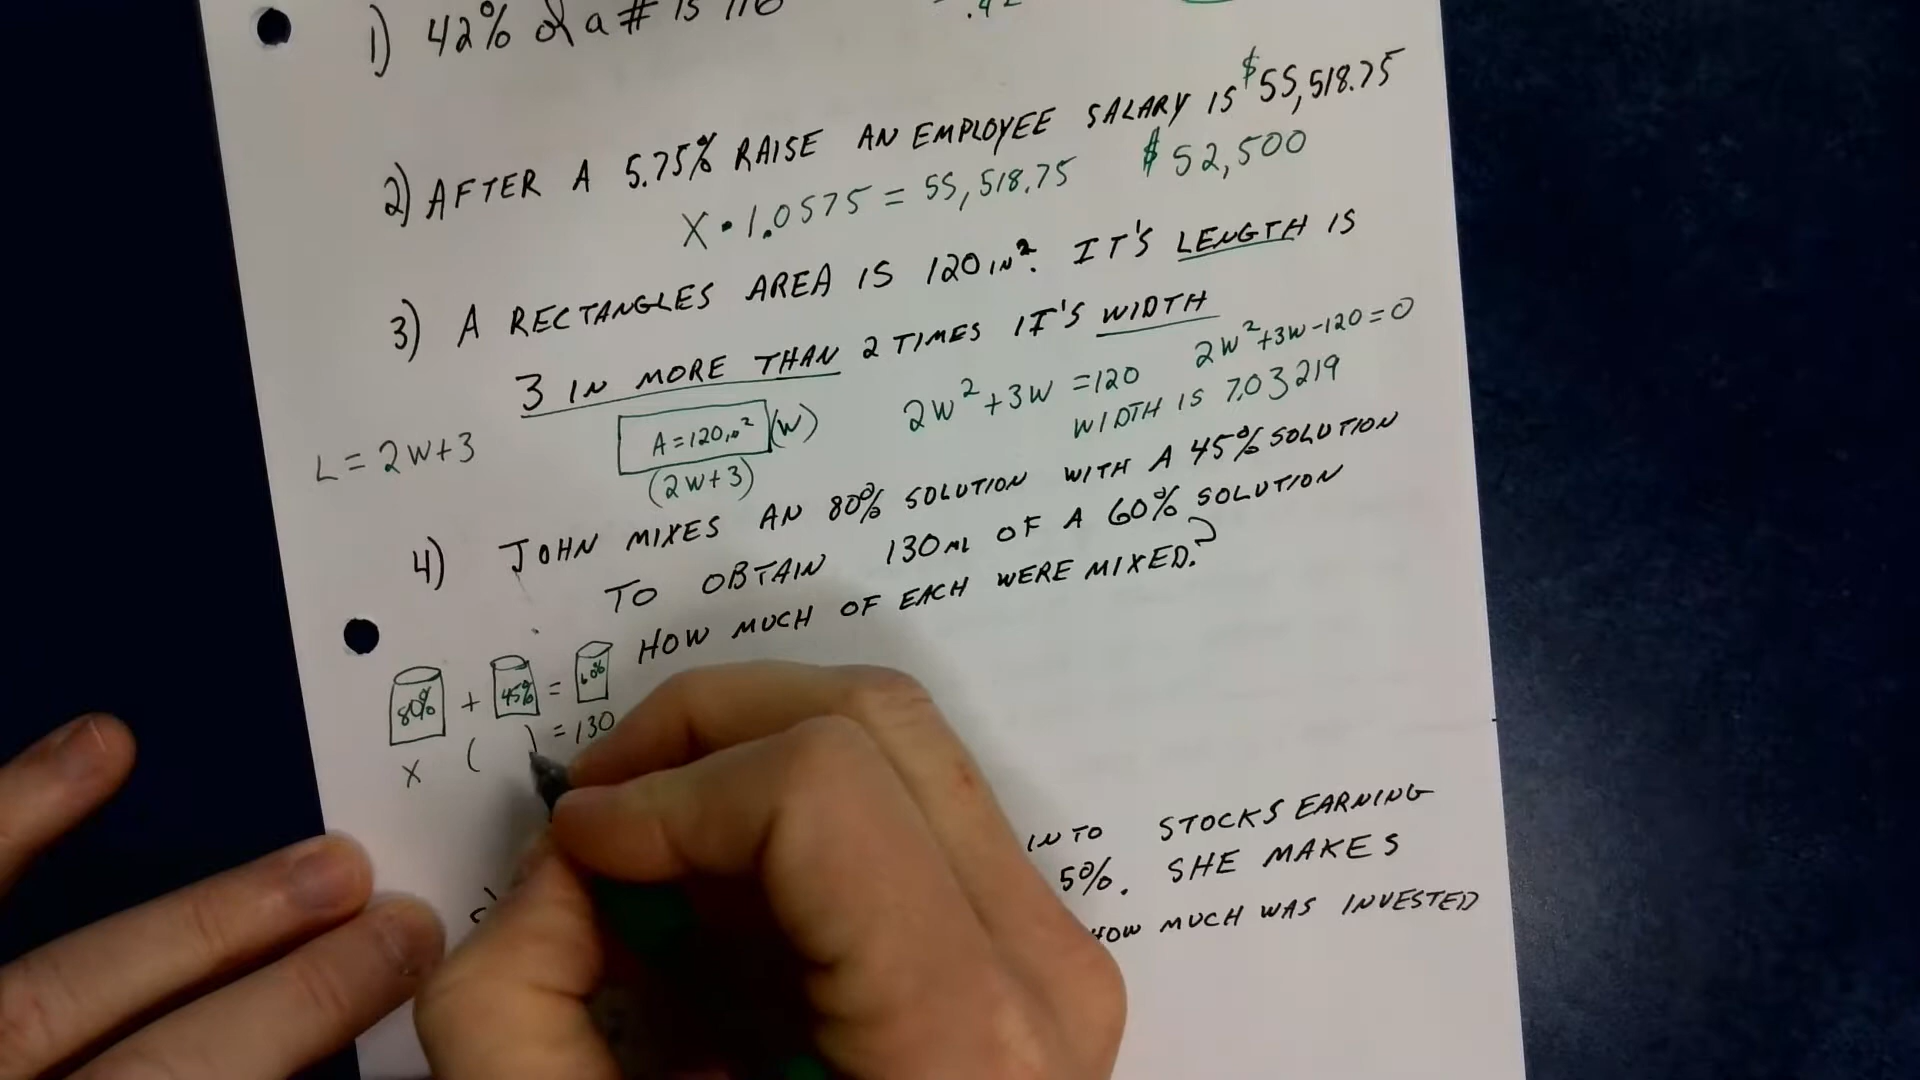 1) 42% of a # is 116
.42
2) AFTER A 5.75% RAISE AN EMPLOYEE SALARY IS $55,518.75
X • 1.0575 = 55,518.75 $52,500
3) A RECTANGLES AREA IS 120 IN². IT'S LENGTH IS
3 IN MORE THAN 2 TIMES IT'S WIDTH
2W²+3W-120=0
2W²+3W=120
WIDTH IS 7.03219
A=120IN² (W)
L=2W+3
(2W+3)
4) JOHN MIXES AN 80% SOLUTION WITH A 45% SOLUTION
TO OBTAIN 130ML OF A 60% SOLUTION
HOW MUCH OF EACH WERE MIXED?
80% + 45% = 60%
X ( ) =130
INTO STOCKS EARNING
5%. SHE MAKES
HOW MUCH WAS INVESTED